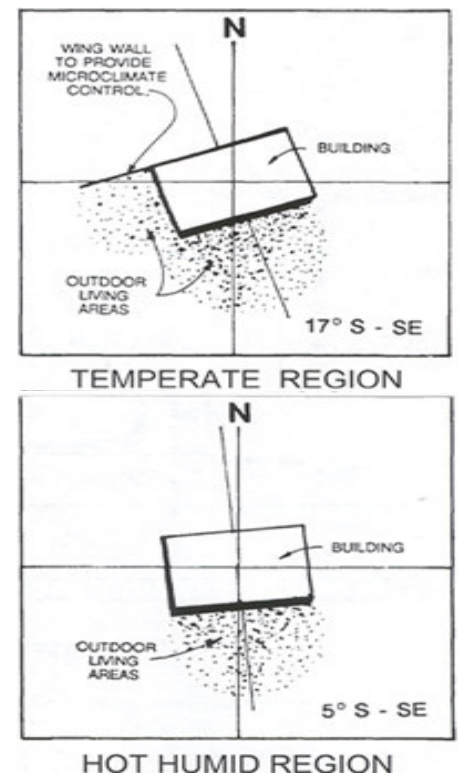 N
WING WALL
TO PROVIDE
MICROCLIMATE
CONTROL.
BUILDING
OUTDOOR
LIVING
AREAS
17° S - SE
TEMPERATE REGION
N
BUILDING
OUTDOOR
LIVING
AREAS
5° S - SE
HOT HUMID REGION